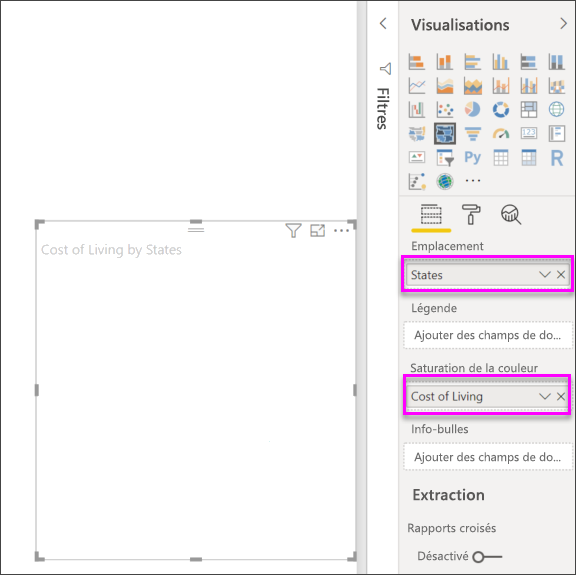 Visualisations
Filtres
123
Py
R
Cost of Living by States
Emplacement
States
Légende
Ajouter des champs de do...
Saturation de la couleur
Cost of Living
Info-bulles
Ajouter des champs de do...
Extraction
Rapports croisés
Désactivé